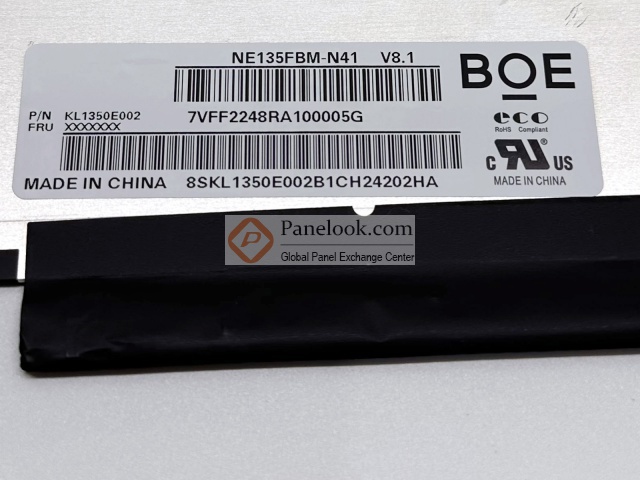 NE135FBM-N41 V8.1
BOE
P/N KL1350E002
FRU XXXXXXX
7VFF2248RA100005G
eco
RoHS Compliant
c RU US
MADE IN CHINA 8SKL1350E002B1CH24202HA
MADE IN CHINA
P Panelook.com
Global Panel Exchange Center